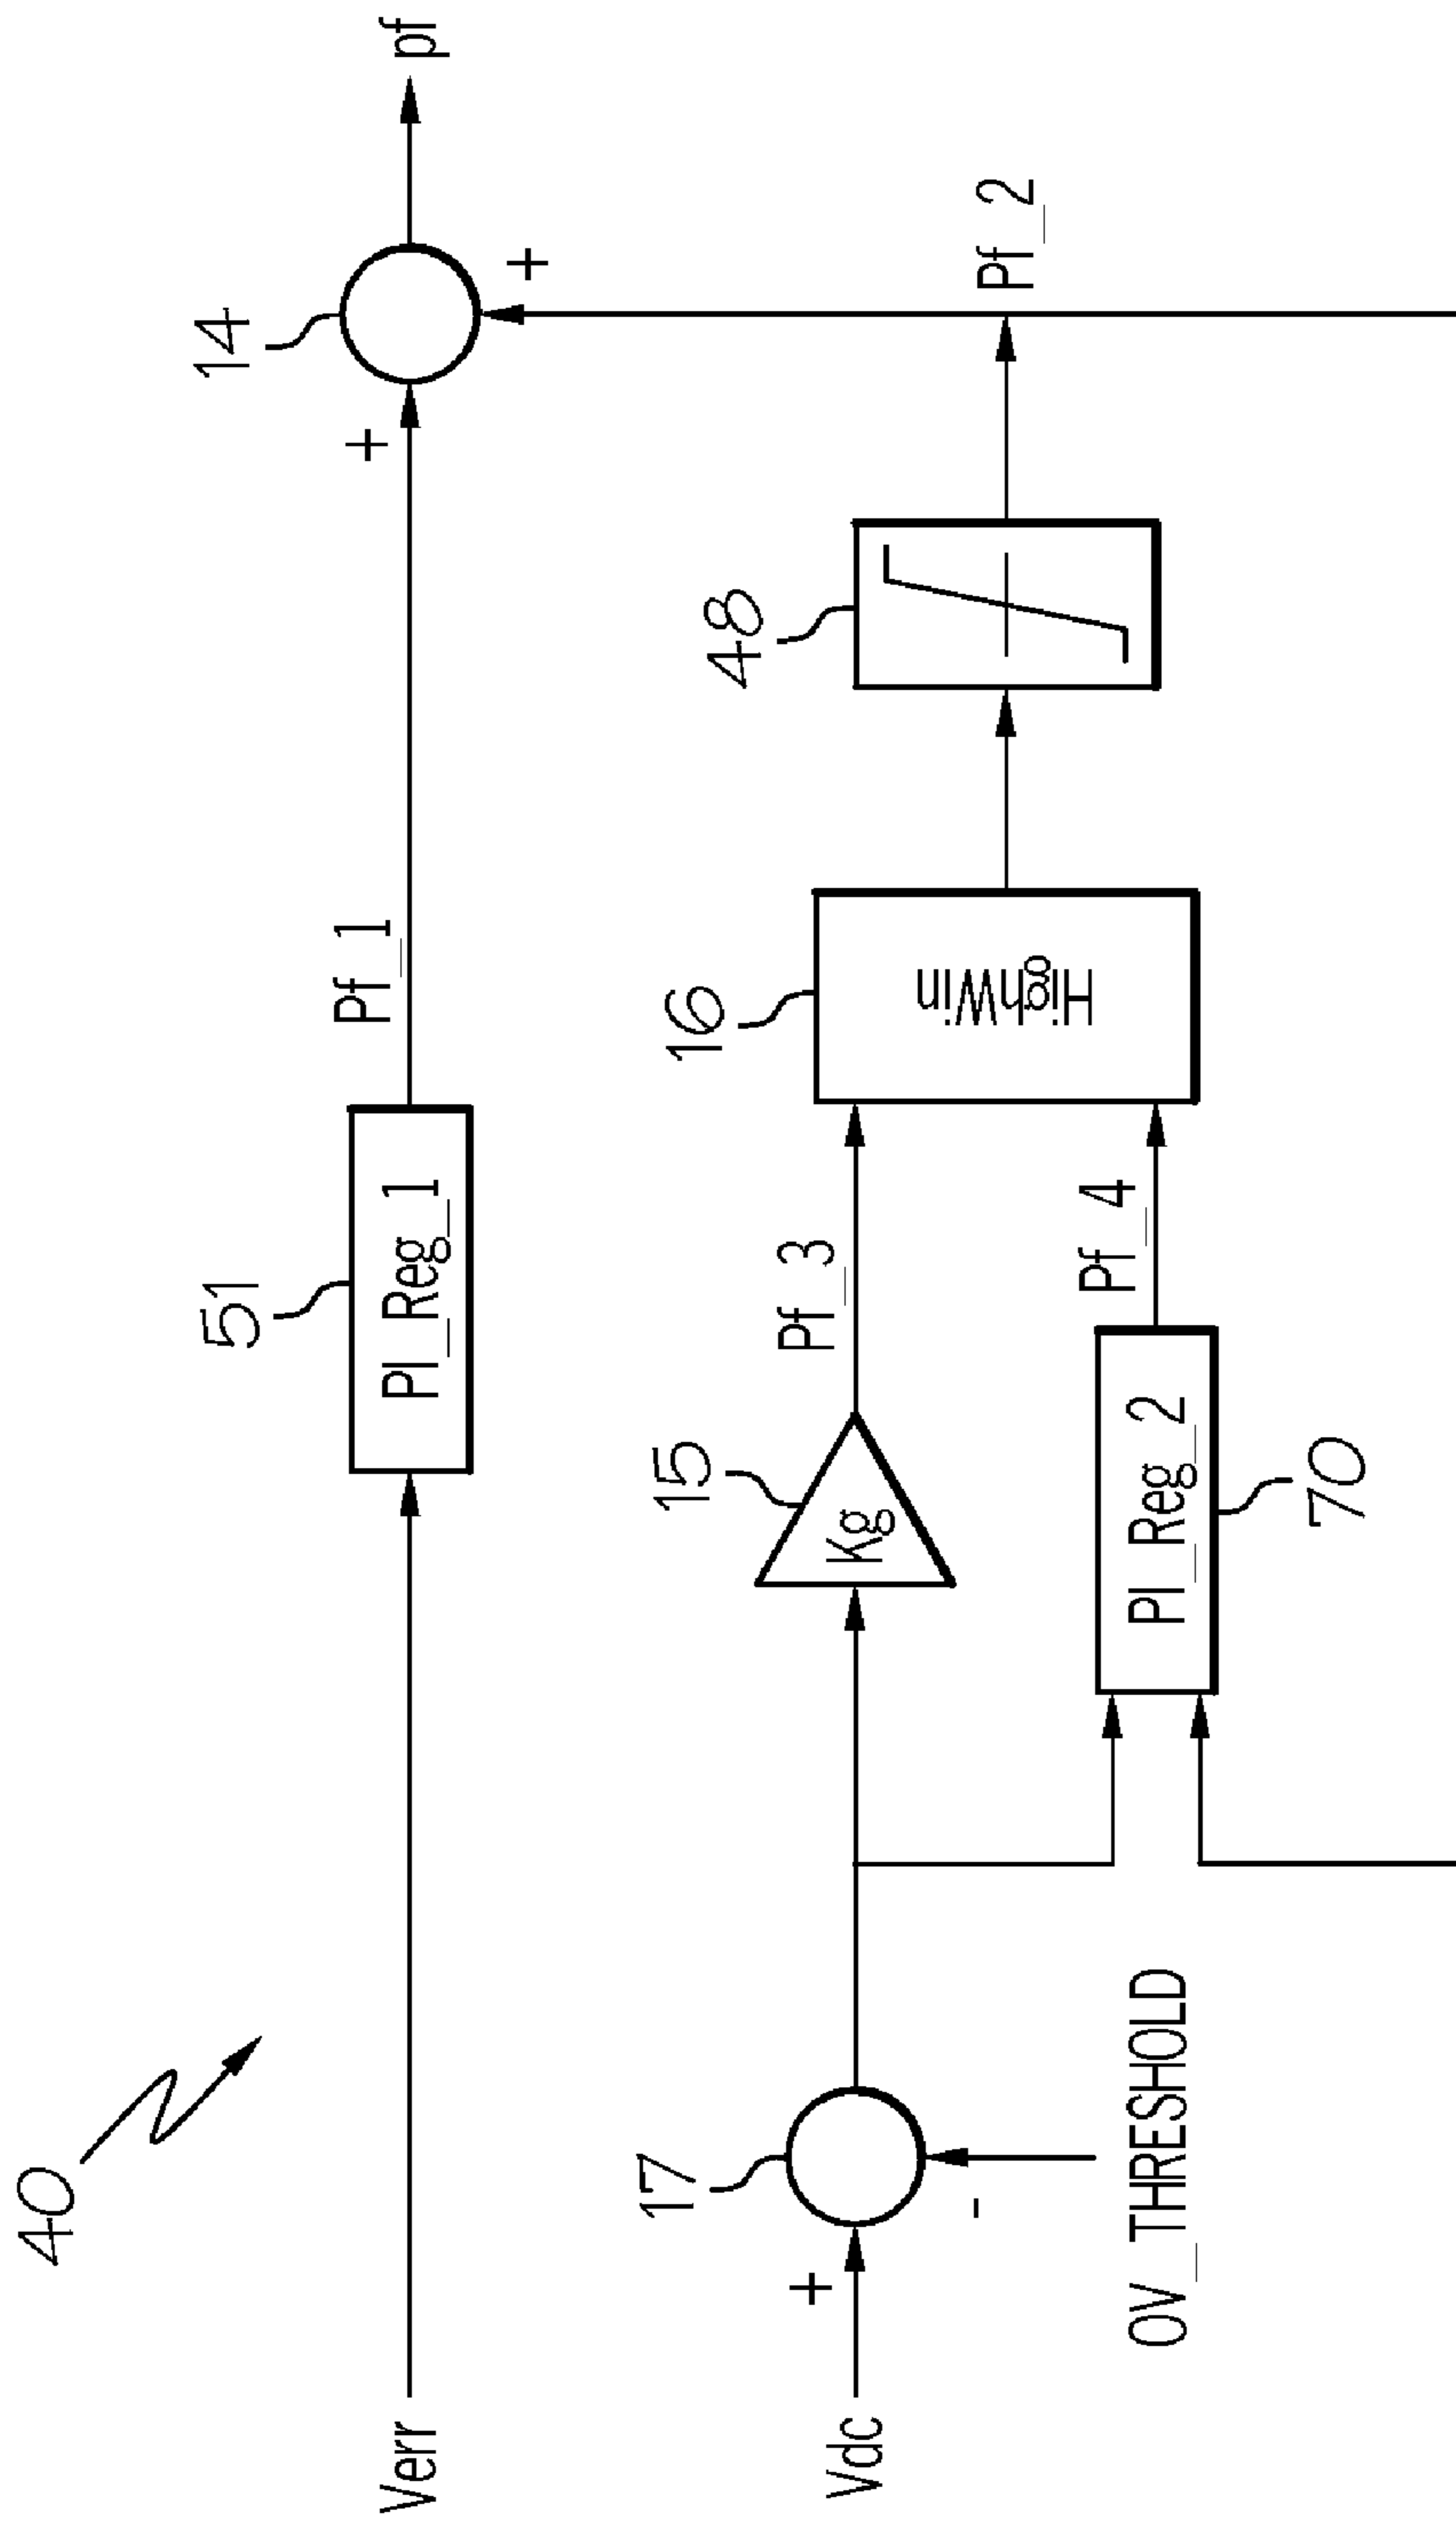 40
Verr
51
PI_Reg_1
Pf_1
+
14
pf
+
17
Vdc
+
-
OV_THRESHOLD
15
Kg
Pf_3
16
HighWin
48
Pf_2
PI_Reg_2
70
Pf_4